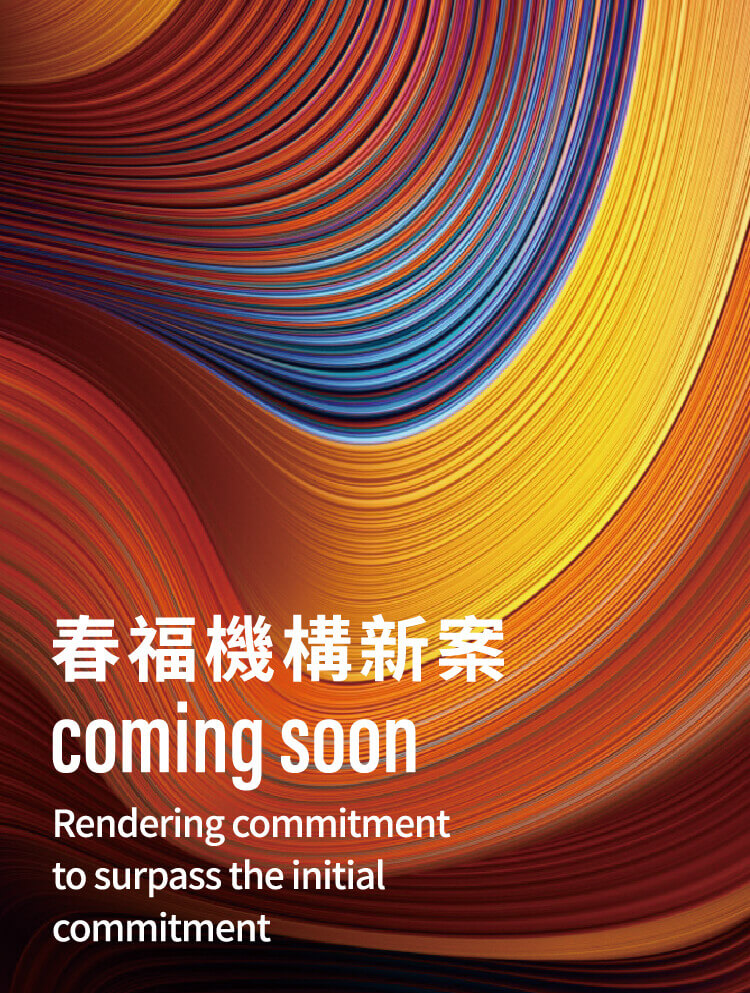 春福機構新案
coming soon
Rendering commitment
to surpass the initial
commitment